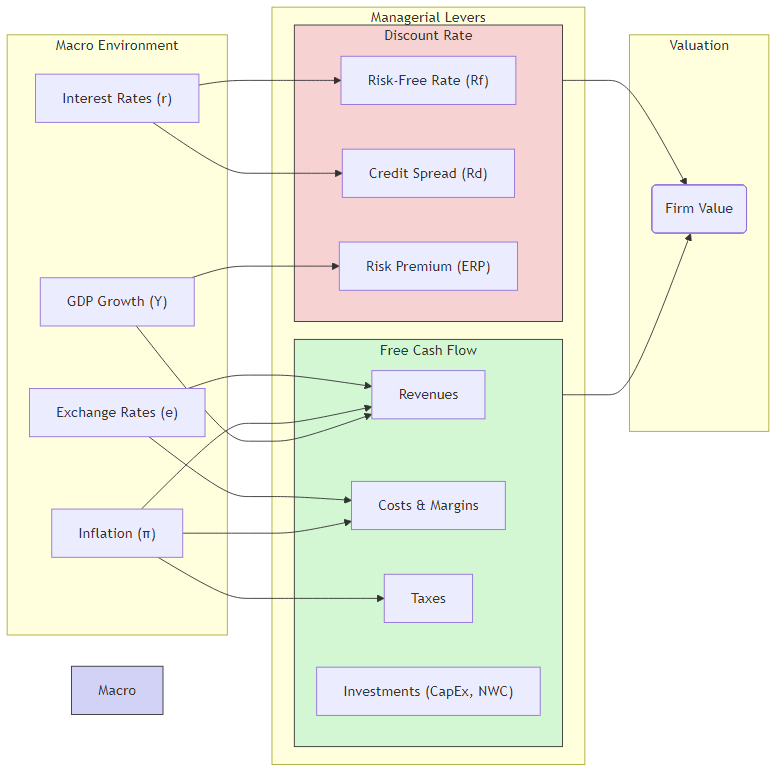 Macro Environment
Interest Rates (r)
GDP Growth (Y)
Exchange Rates (e)
Inflation (π)
Macro
Managerial Levers
Discount Rate
Risk-Free Rate (Rf)
Credit Spread (Rd)
Risk Premium (ERP)
Free Cash Flow
Revenues
Costs & Margins
Taxes
Investments (CapEx, NWC)
Valuation
Firm Value